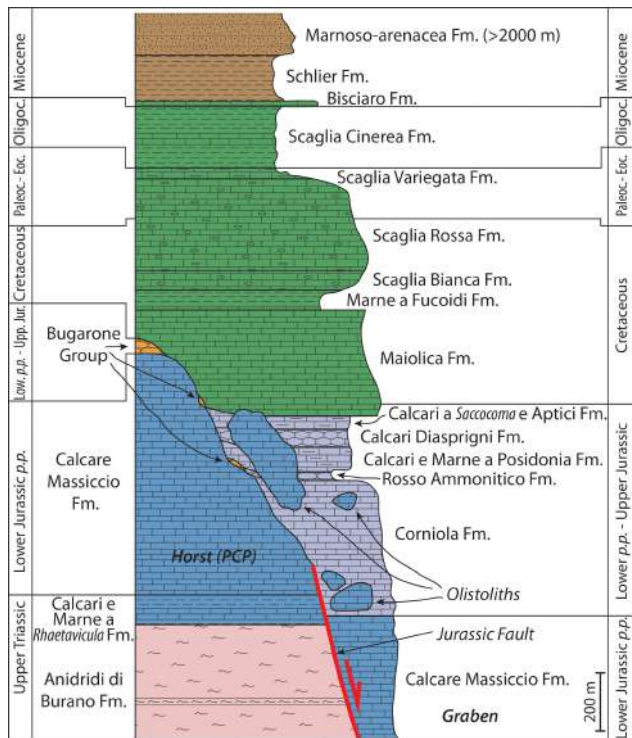 Miocene
Oligoc.
Paleoc.- Eoc.
Cretaceous
Low. p.p. - Upp. Jur.
Lower Jurassic p.p.
Upper Triassic
Bugarone
Group
Calcare
Massiccio
Fm.
Calcari e
Marne a
Rhaetavicula Fm.
Anidridi di
Burano Fm.
Marnoso-arenacea Fm. (>2000 m)
Schlier Fm.
Bisciaro Fm.
Scaglia Cinerea Fm.
Scaglia Variegata Fm.
Scaglia Rossa Fm.
Scaglia Bianca Fm.
Marne a Fucoidi Fm.
Maiolica Fm.
Calcari a Saccocoma e Aptici Fm.
Calcari Diasprigni Fm.
Calcari e Marne a Posidonia Fm.
Rosso Ammonitico Fm.
Corniola Fm.
Horst (PCP)
Olistoliths
Jurassic Fault
Calcare Massiccio Fm.
Graben
200 m
Miocene
Oligoc.
Paleoc.- Eoc.
Cretaceous
Lower p.p. - Upper Jurassic
Lower Jurassic p.p.